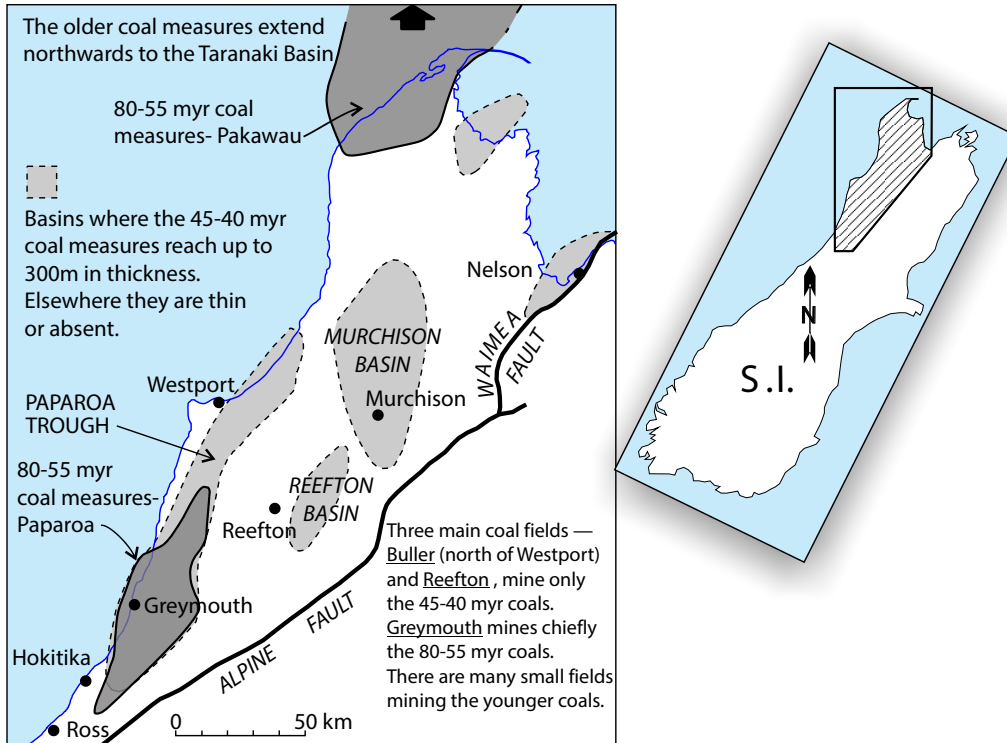 The older coal measures extend
northwards to the Taranaki Basin
80-55 myr coal
measures- Pakawau
Basins where the 45-40 myr
coal measures reach up to
300m in thickness.
Elsewhere they are thin
or absent.
Nelson
MURCHISON
BASIN
WAIMEA
FAULT
Westport
Murchison
PAPAROA
TROUGH
80-55 myr
coal measures-
Paparoa
REEFTON
BASIN
Reefton
Three main coal fields —
Buller (north of Westport)
and Reefton , mine only
the 45-40 myr coals.
Greymouth mines chiefly
the 80-55 myr coals.
There are many small fields
mining the younger coals.
Greymouth
ALPINE
FAULT
Hokitika
Ross
0 50 km
N
S .I.